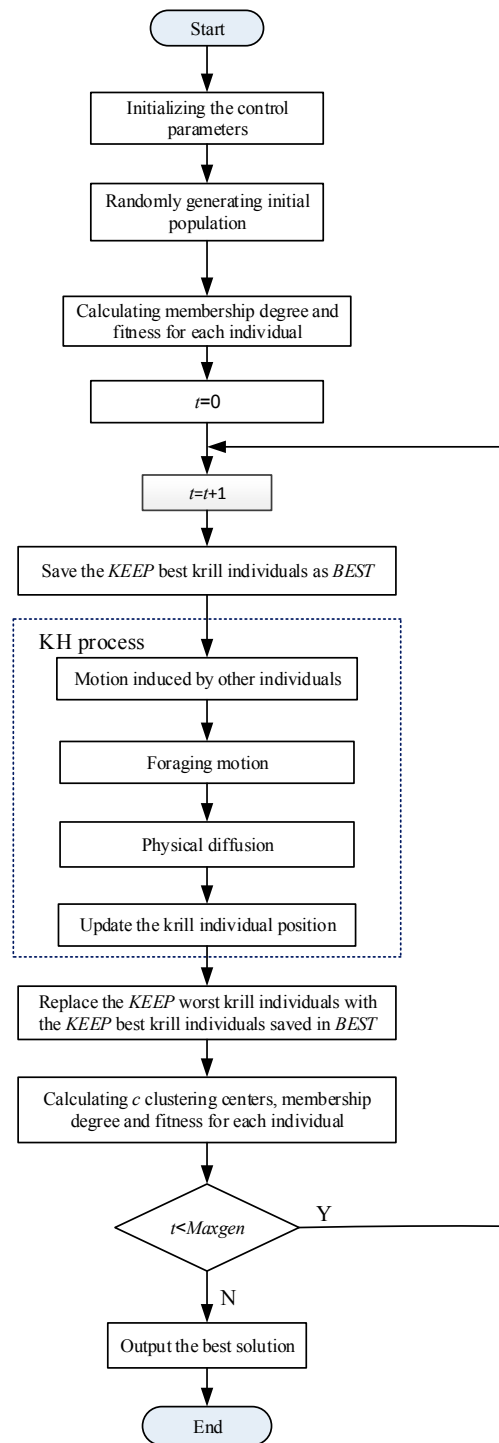 Start
Initializing the control
parameters
Randomly generating initial
population
Calculating membership degree and
fitness for each individual
t=0
t=t+1
Save the KEEP best krill individuals as BEST
KH process
Motion induced by other individuals
Foraging motion
Physical diffusion
Update the krill individual position
Replace the KEEP worst krill individuals with
the KEEP best krill individuals saved in BEST
Calculating c clustering centers, membership
degree and fitness for each individual
t<Maxgen
Y
N
Output the best solution
End